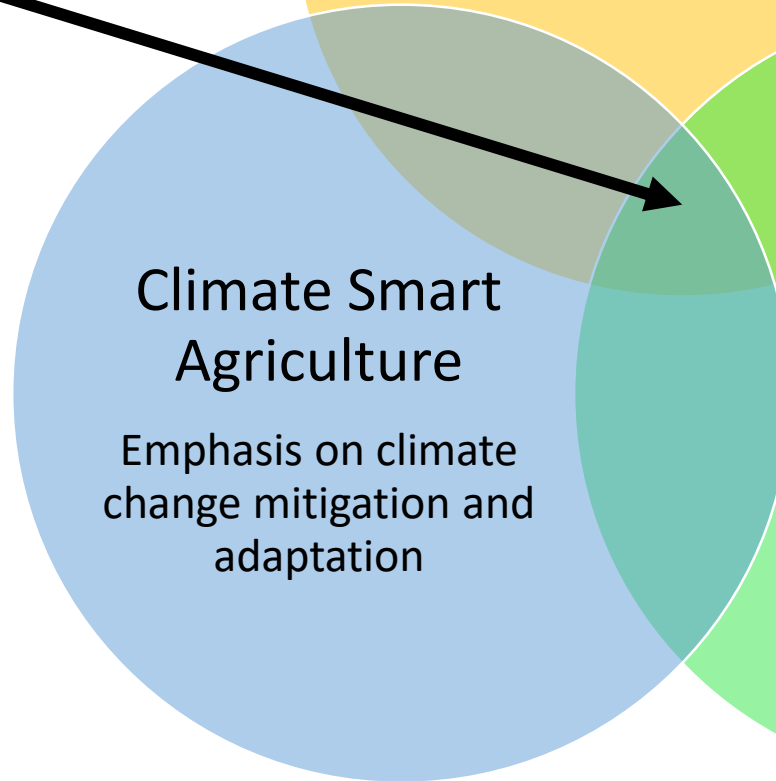 Climate Smart
Agriculture
Emphasis on climate
change mitigation and
adaptation